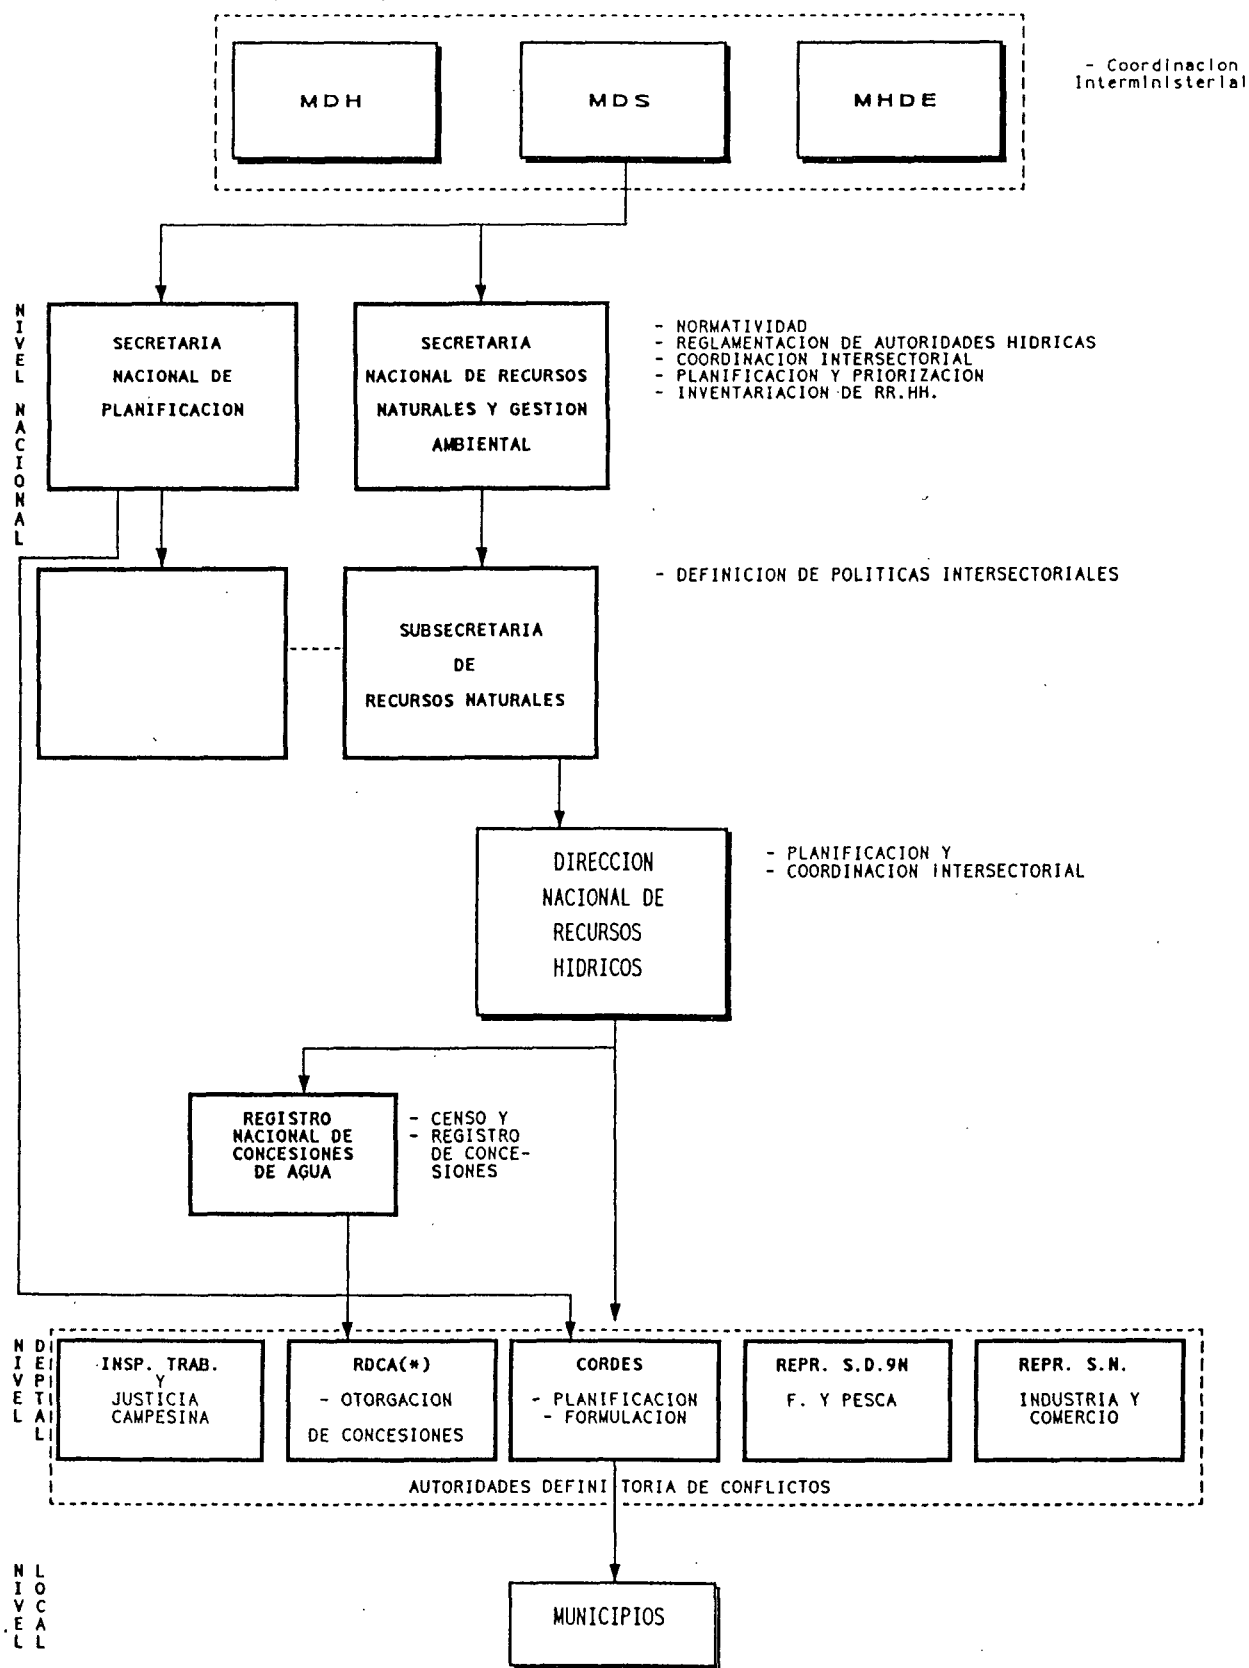 MDH
MDS
MHDE
- Coordinacion
Interministerial
NIVEL NACIONAL
SECRETARIA
NACIONAL DE
PLANIFICACION
SECRETARIA
NACIONAL DE RECURSOS
NATURALES Y GESTION
AMBIENTAL
- NORMATIVIDAD
- REGLAMENTACION DE AUTORIDADES HIDRICAS
- COORDINACION INTERSECTORIAL
- PLANIFICACION Y PRIORIZACION
- INVENTARIACION DE RR.HH.
SUBSECRETARIA
DE
RECURSOS NATURALES
- DEFINICION DE POLITICAS INTERSECTORIALES
DIRECCION
NACIONAL DE
RECURSOS
HIDRICOS
- PLANIFICACION Y
- COORDINACION INTERSECTORIAL
REGISTRO
NACIONAL DE
CONCESIONES
DE AGUA
- CENSO Y
- REGISTRO
DE CONCE-
SIONES
NIVEL
DEPTAL
INSP. TRAB.
Y
JUSTICIA
CAMPESINA
RDCA(*)
- OTORGACION
DE CONCESIONES
CORDES
- PLANIFICACION
- FORMULACION
REPR. S.D.9N
F. Y PESCA
REPR. S.N.
INDUSTRIA Y
COMERCIO
AUTORIDADES DEFINITORIA DE CONFLICTOS
NIVEL
LOCAL
MUNICIPIOS